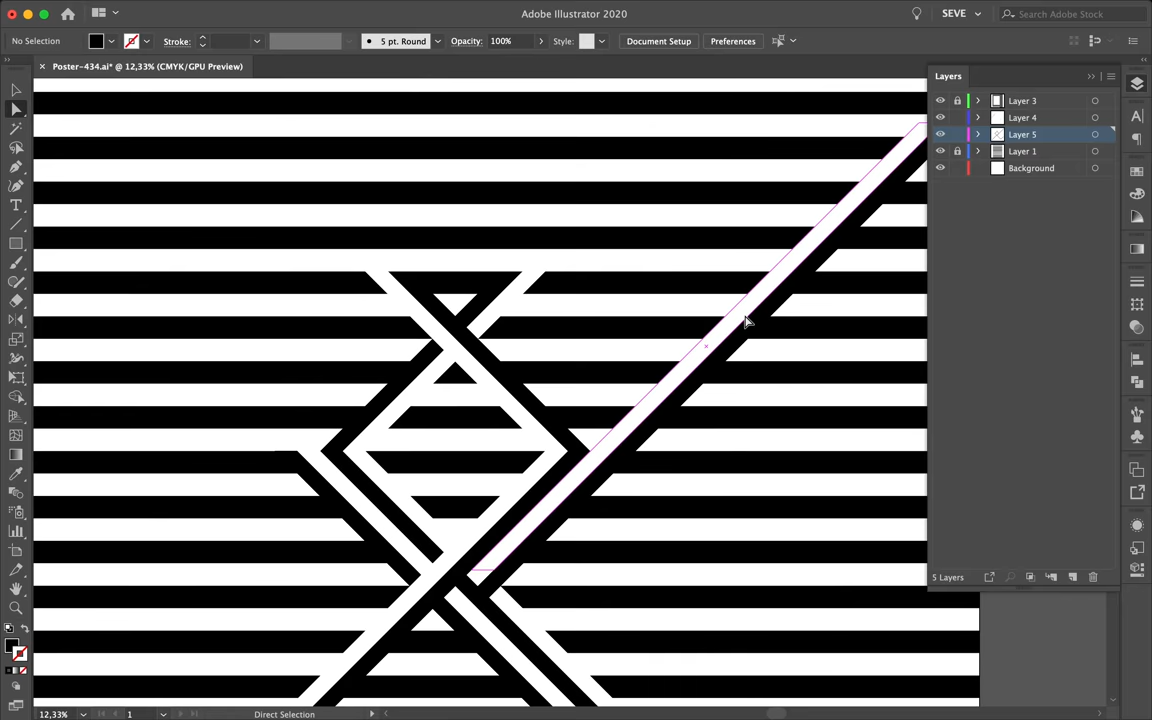 Adobe Illustrator 2020
SEVE
Search Adobe Stock
No Selection
Stroke:
5 pt. Round
Opacity:
100%
Style:
Document Setup
Preferences
Poster-434.ai* @ 12,33% (CMYK/GPU Preview)
Layers
Layer 3
Layer 4
Layer 5
Layer 1
Background
5 Layers
12,33%
1
Direct Selection